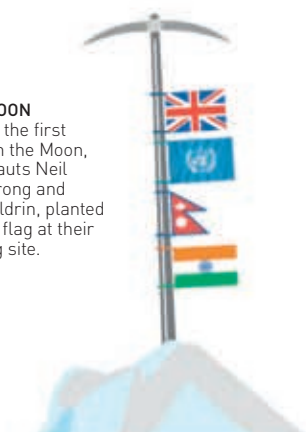 OON
the first
n the Moon,
auts Neil
rong and
ldrin, planted
flag at their
g site.